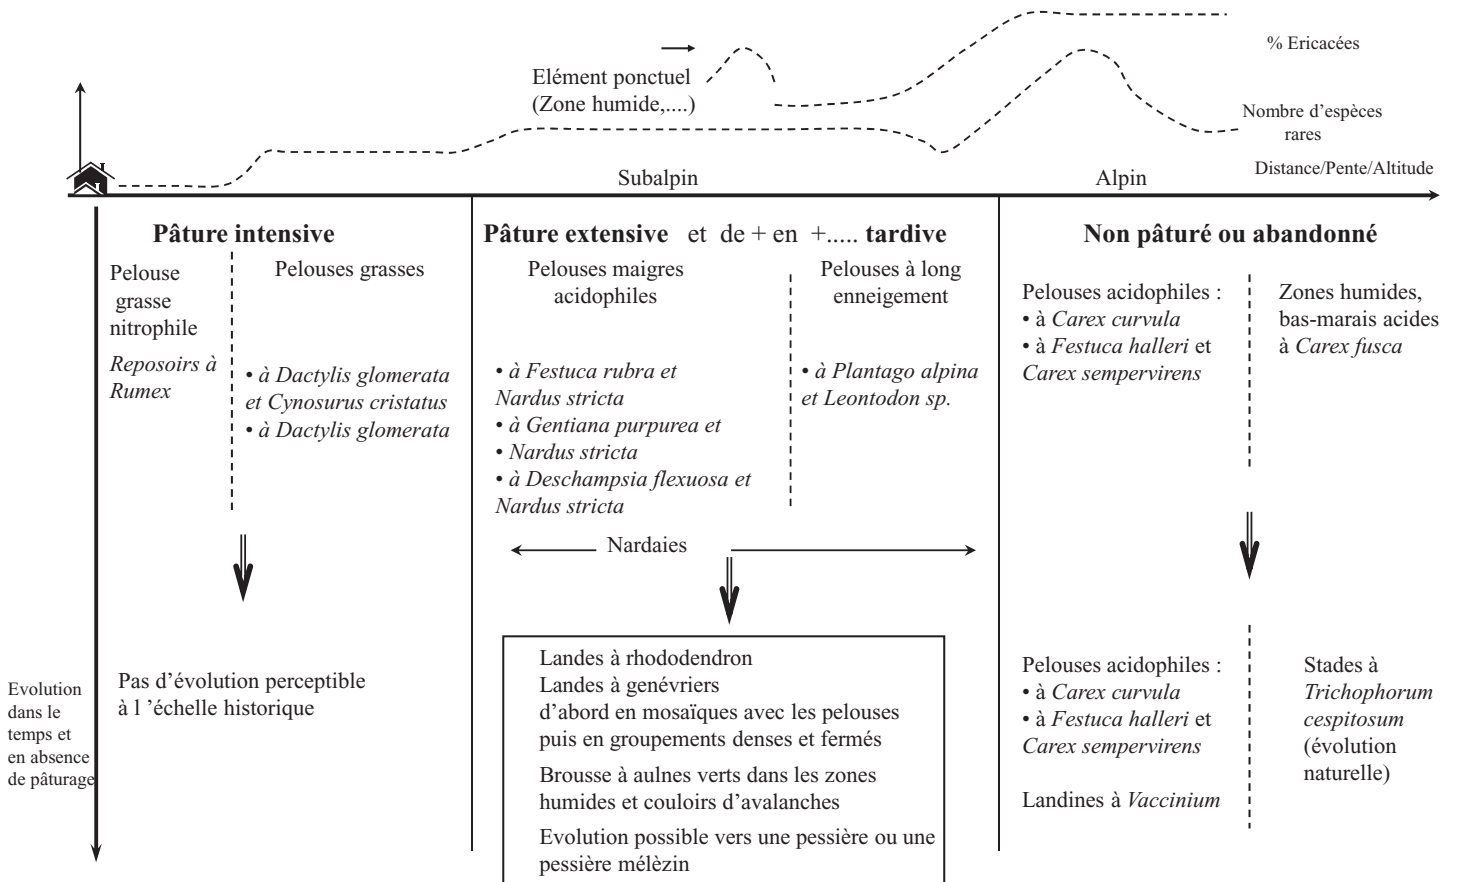 % Ericacées
Elément ponctuel
(Zone humide,....)
Nombre d'espèces
rares
Distance/Pente/Altitude
Subalpin
Alpin
Pâture intensive
Pelouse
grasse
nitrophile
Reposoirs à
Rumex
Pelouses grasses
• à Dactylis glomerata
et Cynosurus cristatus
• à Dactylis glomerata
Pâture extensive et de + en +..... tardive
Pelouses maigres
acidophiles
• à Festuca rubra et
Nardus stricta
• à Gentiana purpurea et
• Nardus stricta
• à Deschampsia flexuosa et
Nardus stricta
Pelouses à long
enneigement
• à Plantago alpina
et Leontodon sp.
Nardaies
Non pâturé ou abandonné
Pelouses acidophiles :
• à Carex curvula
• à Festuca halleri et
Carex sempervirens
Zones humides,
bas-marais acides
à Carex fusca
Evolution
dans le
temps et
en absence
de pâturage
Pas d'évolution perceptible
à l ’échelle historique
Landes à rhododendron
Landes à genévriers
d'abord en mosaïques avec les pelouses
puis en groupements denses et fermés
Brousse à aulnes verts dans les zones
humides et couloirs d'avalanches
Evolution possible vers une pessière ou une
pessière mélèzin
Pelouses acidophiles :
• à Carex curvula
• à Festuca halleri et
Carex sempervirens
Landines à Vaccinium
Stades à
Trichophorum
cespitosum
(évolution
naturelle)